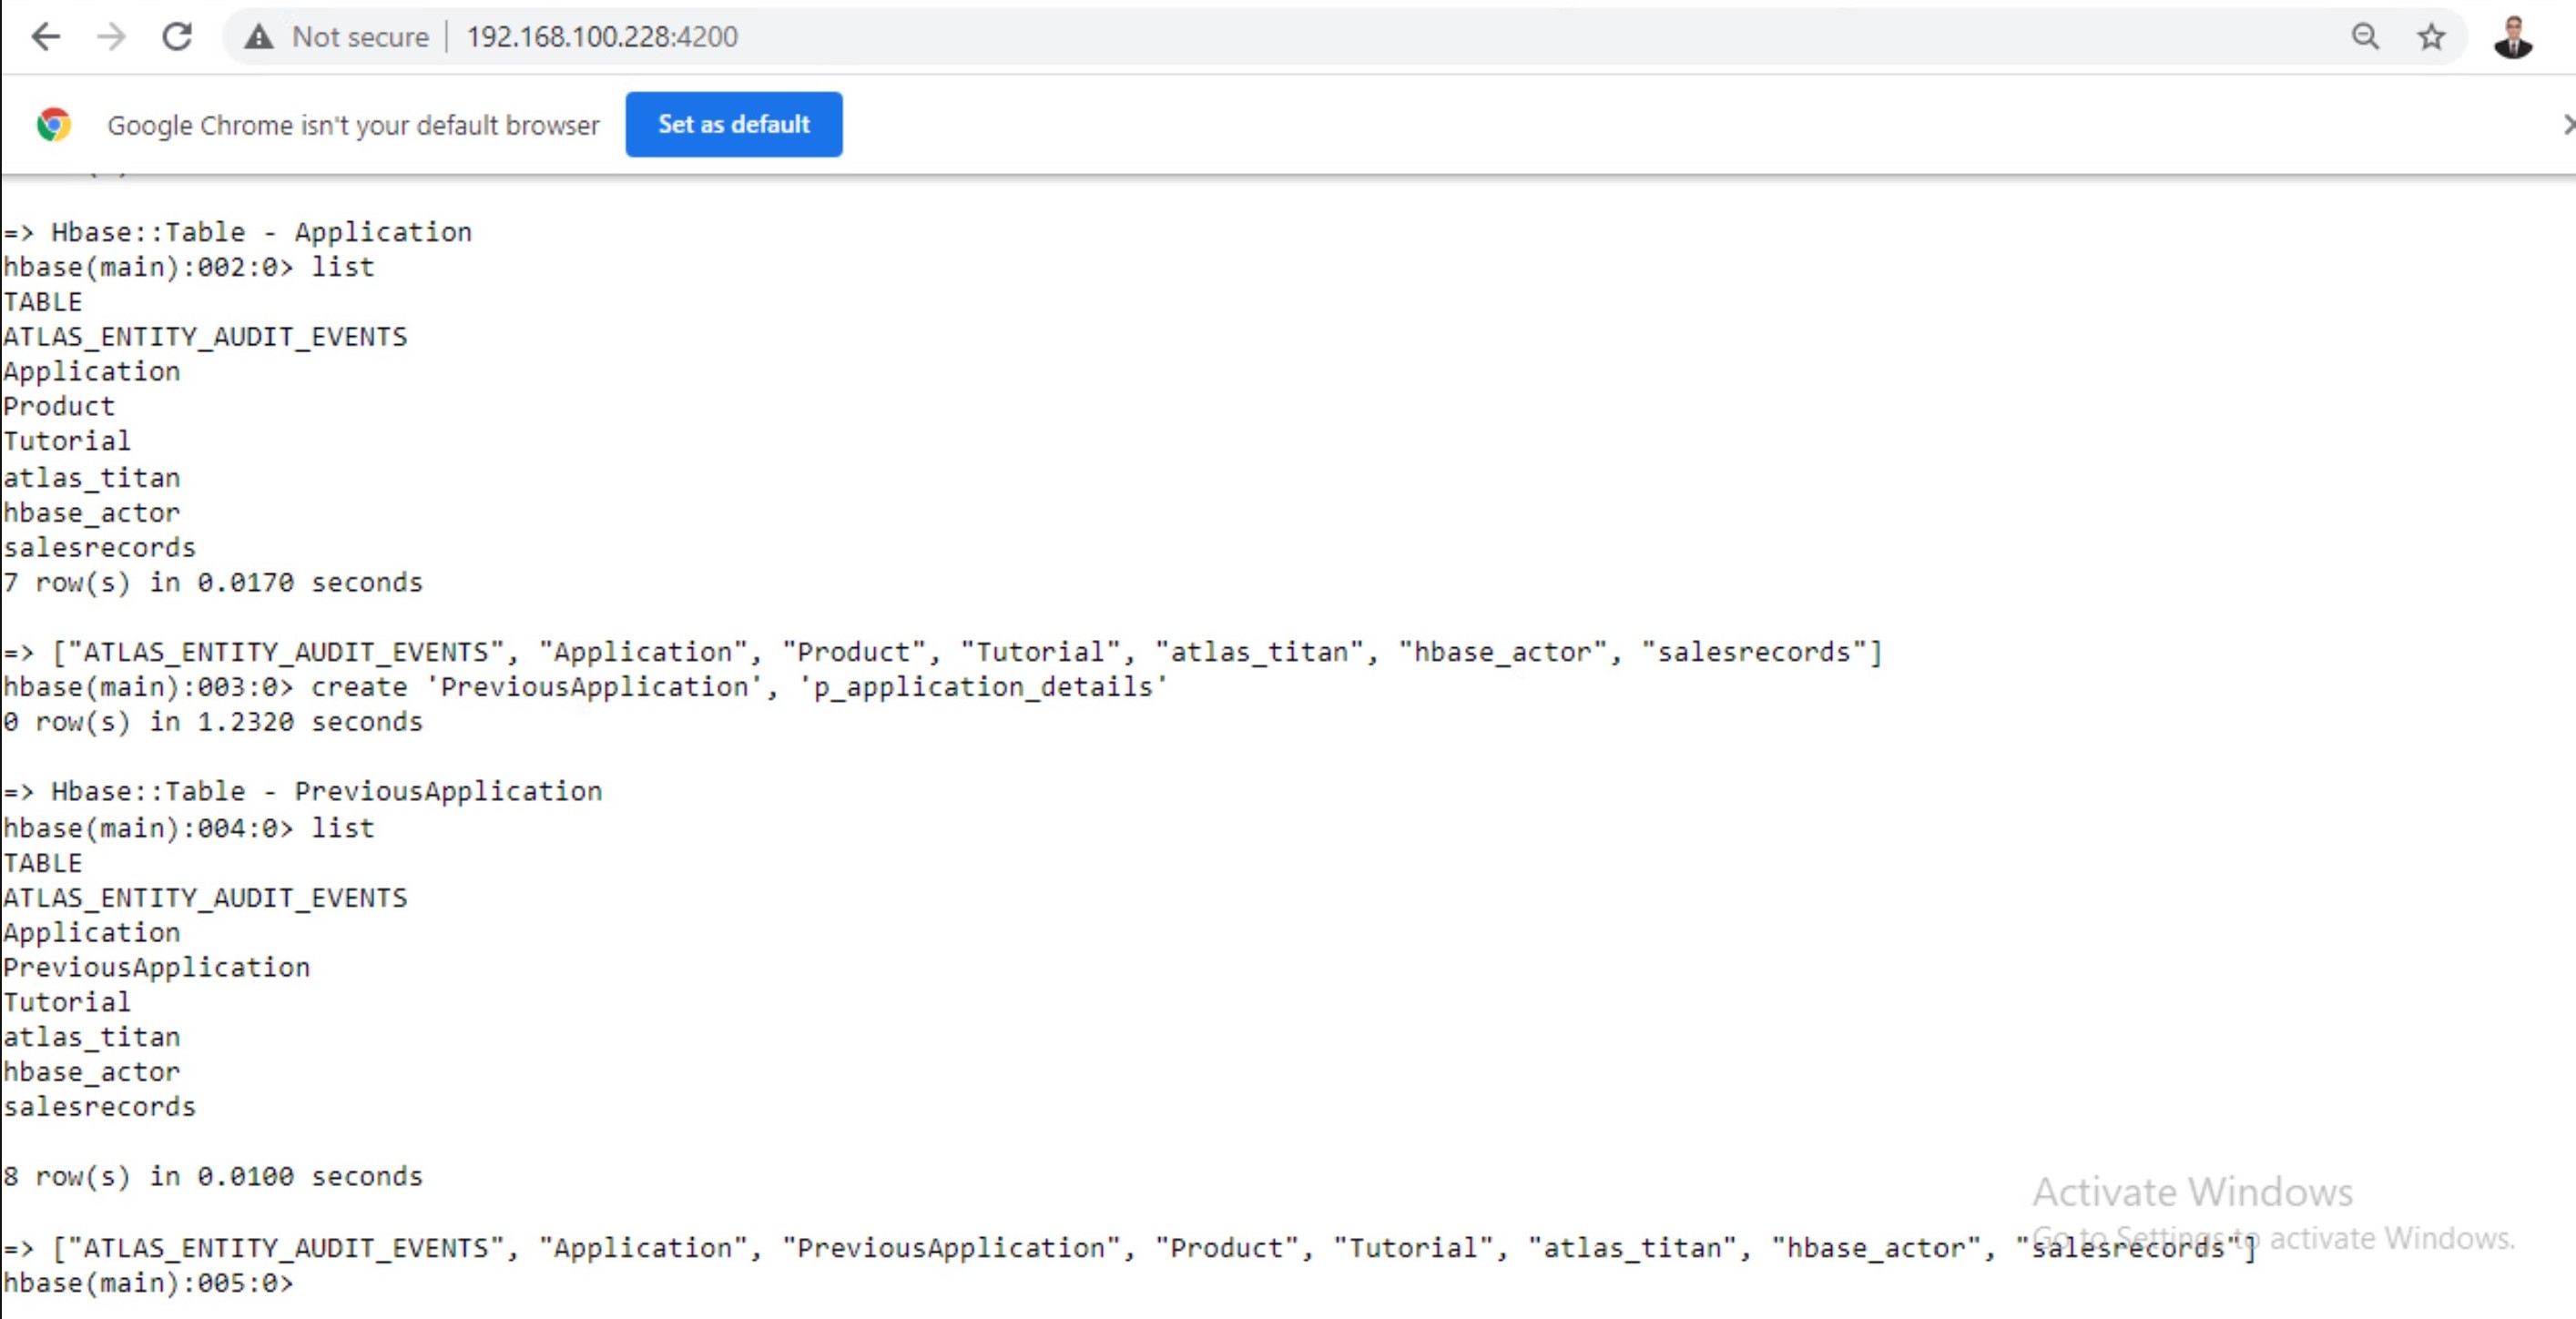 Not secure | 192.168.100.228:4200
Google Chrome isn't your default browser Set as default
=> Hbase::Table - Application
hbase(main):002:0> list
TABLE
ATLAS_ENTITY_AUDIT_EVENTS
Application
Product
Tutorial
atlas_titan
hbase_actor
salesrecords
7 row(s) in 0.0170 seconds
=> ["ATLAS_ENTITY_AUDIT_EVENTS", "Application", "Product", "Tutorial", "atlas_titan", "hbase_actor", "salesrecords"]
hbase(main):003:0> create 'PreviousApplication', 'p_application_details'
0 row(s) in 1.2320 seconds
=> Hbase::Table - PreviousApplication
hbase(main):004:0> list
TABLE
ATLAS_ENTITY_AUDIT_EVENTS
Application
PreviousApplication
Tutorial
atlas_titan
hbase_actor
salesrecords
8 row(s) in 0.0100 seconds
Activate Windows
Go to Settings to activate Windows.
=> ["ATLAS_ENTITY_AUDIT_EVENTS", "Application", "PreviousApplication", "Product", "Tutorial", "atlas_titan", "hbase_actor", "salesrecords"]
hbase(main):005:0>